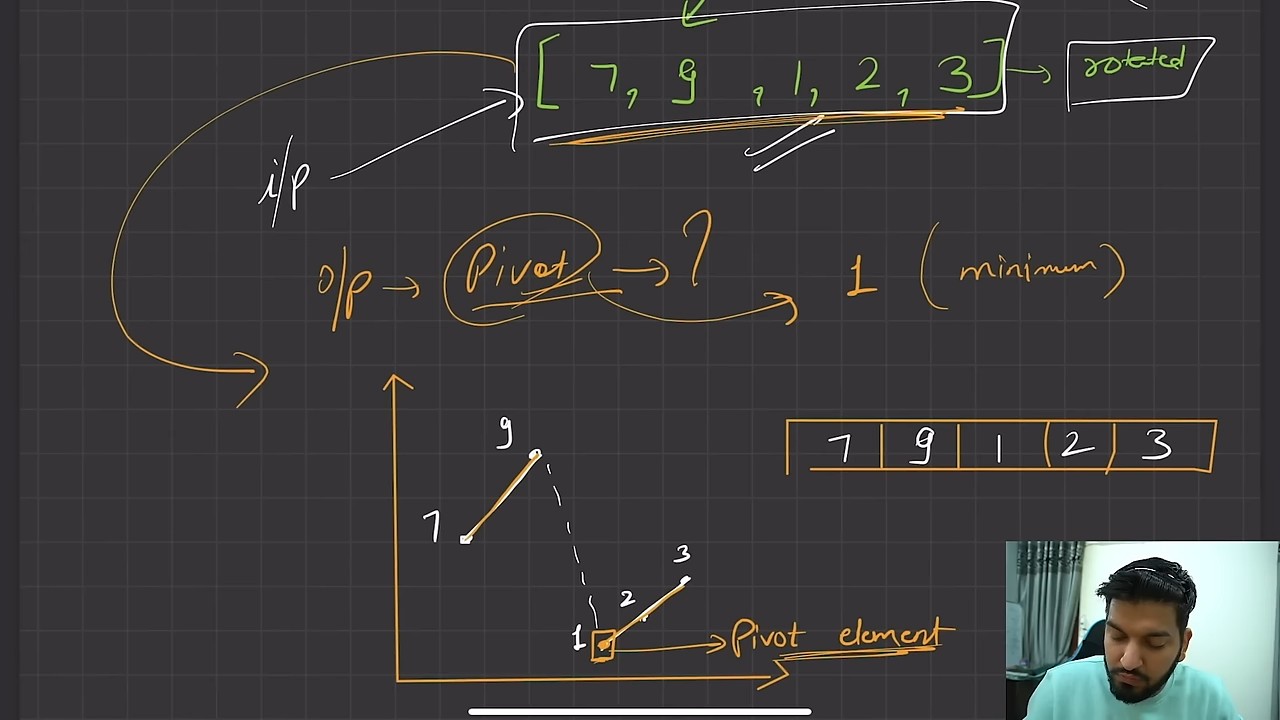 [ 7, 9 , 1, 2, 3] → rotated
i/p
o/p → Pivot → ?
1 (minimum)
9
7 | 9 | 1 | 2 | 3
7
3
2
1
Pivot element